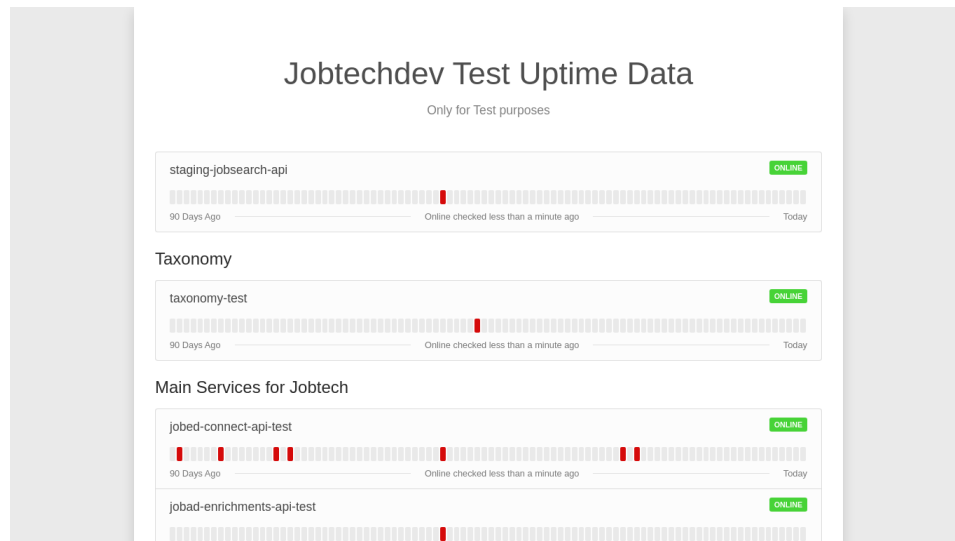 Jobtechdev Test Uptime Data
Only for Test purposes
staging-jobsearch-api
ONLINE
90 Days Ago Online checked less than a minute ago Today
Taxonomy
taxonomy-test
ONLINE
90 Days Ago Online checked less than a minute ago Today
Main Services for Jobtech
jobed-connect-api-test
ONLINE
90 Days Ago Online checked less than a minute ago Today
jobad-enrichments-api-test
ONLINE